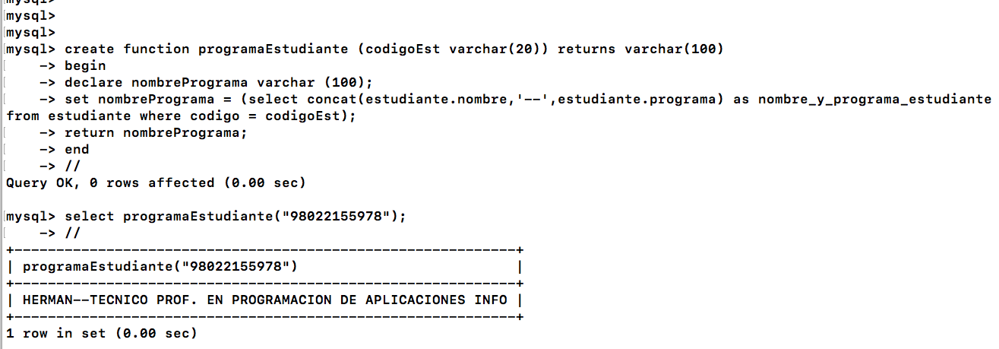 mysql>
mysql>
mysql> create function programaEstudiante (codigoEst varchar(20)) returns varchar(100)
    -> begin
    -> declare nombrePrograma varchar (100);
    -> set nombrePrograma = (select concat(estudiante.nombre,'--',estudiante.programa) as nombre_y_programa_estudiante
from estudiante where codigo = codigoEst);
    -> return nombrePrograma;
    -> end
    -> //
Query OK, 0 rows affected (0.00 sec)

mysql> select programaEstudiante("98022155978");
    -> //
+------------------------------------------------------------+
| programaEstudiante("98022155978")                          |
+------------------------------------------------------------+
| HERMAN--TECNICO PROF. EN PROGRAMACION DE APLICACIONES INFO |
+------------------------------------------------------------+
1 row in set (0.00 sec)